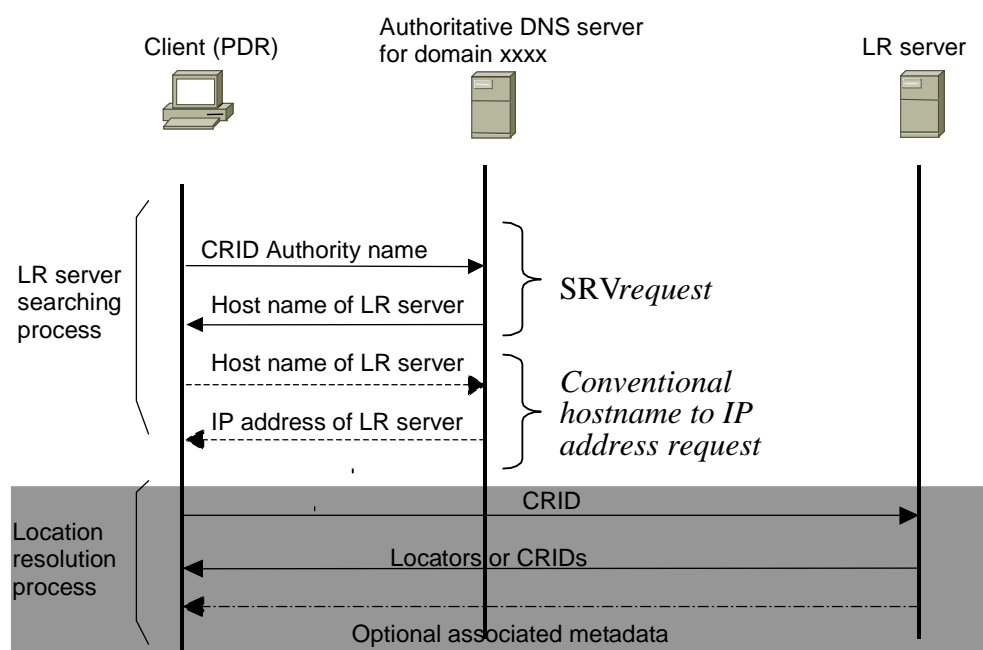 Client (PDR)
Authoritative DNS server
for domain xxxx
LR server
LR server
searching
process
CRID Authority name
Host name of LR server
SRVrequest
Host name of LR server
IP address of LR server
Conventional
hostname to IP
address request
Location
resolution
process
CRID
Locators or CRIDs
Optional associated metadata